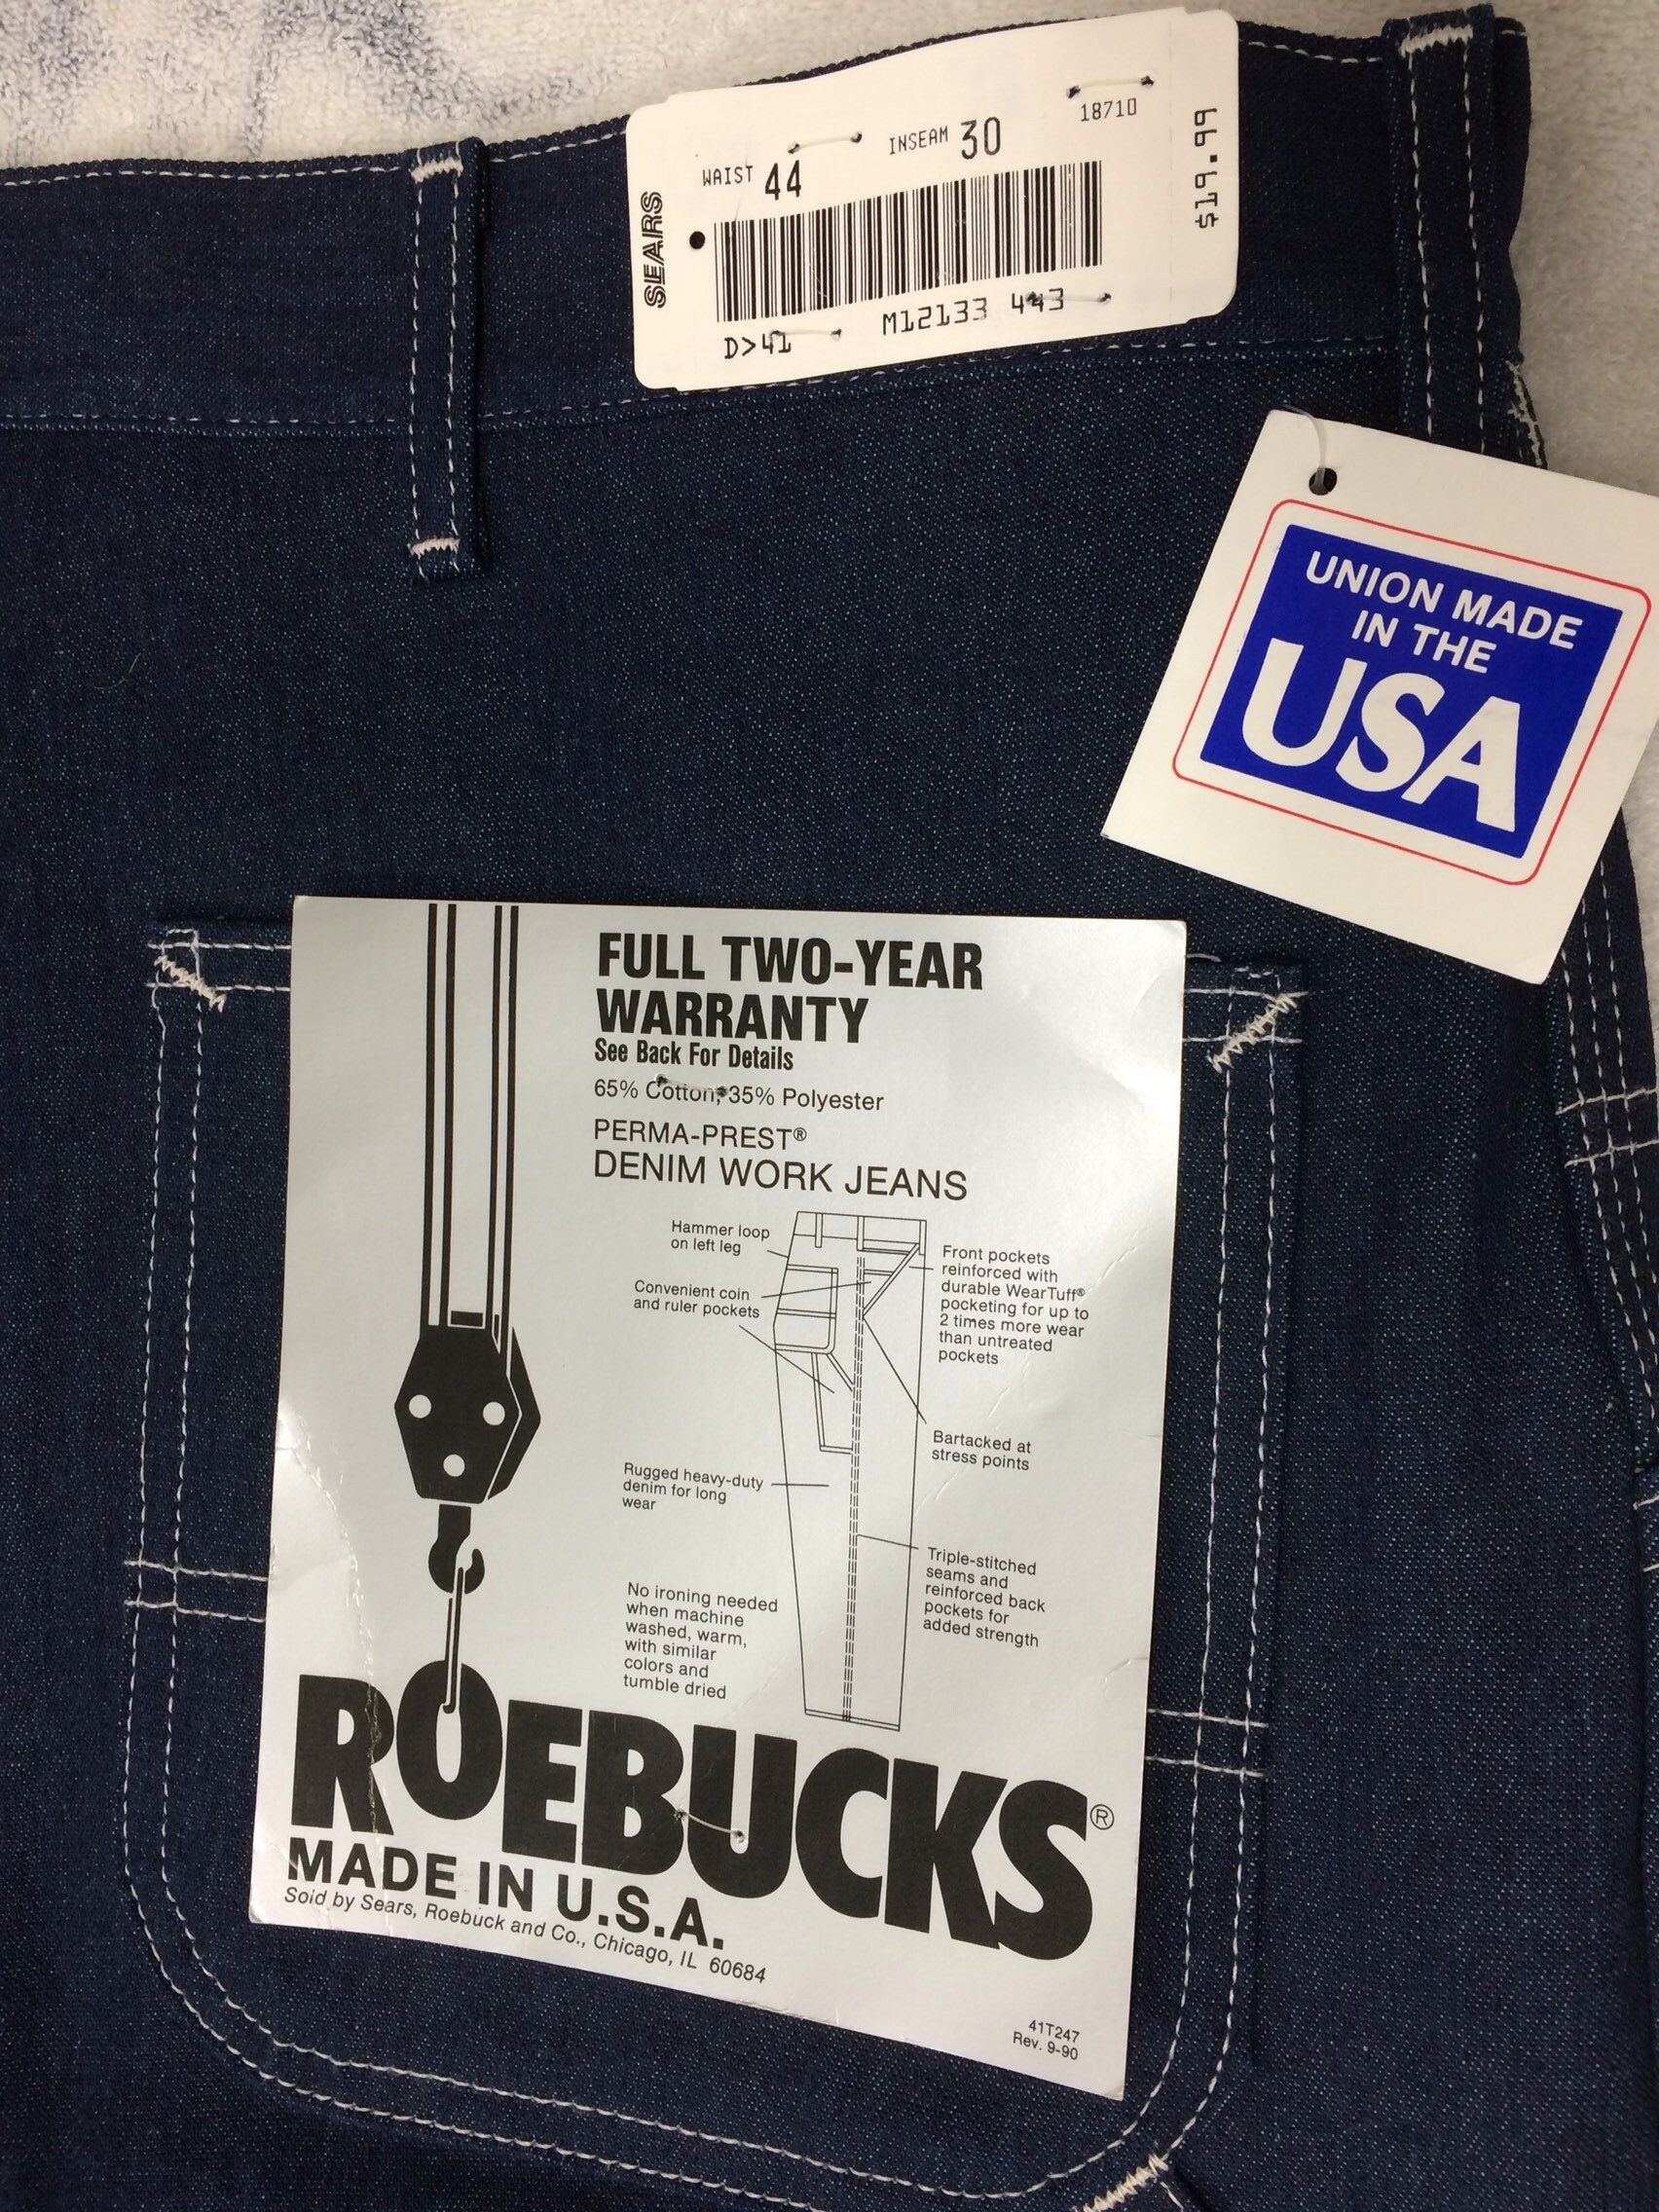 SEARS
WAIST 44
INSEAM 30
18710
$19.99
D>41
M12133 443
UNION MADE
IN THE
USA
FULL TWO-YEAR
WARRANTY
See Back For Details
65% Cotton, 35% Polyester
PERMA-PREST®
DENIM WORK JEANS
Hammer loop
on left leg
Convenient coin
and ruler pockets
Front pockets
reinforced with
durable WearTuff®
pocketing for up to
2 times more wear
than untreated
pockets
Bartacked at
stress points
Rugged heavy-duty
denim for long
wear
Triple-stitched
seams and
reinforced back
pockets for
added strength
No ironing needed
when machine
washed, warm,
with similar
colors and
tumble dried
ROEBUCKS®
MADE IN U.S.A.
Sold by Sears, Roebuck and Co., Chicago, IL 60684
41T247
Rev. 9-90